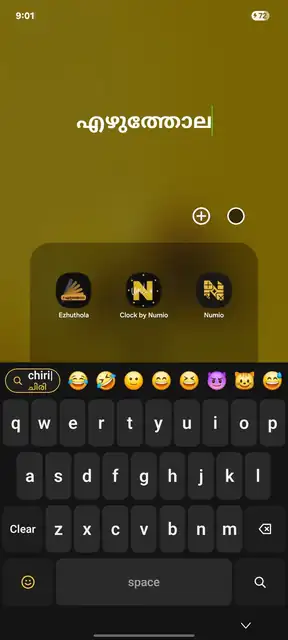 9:01
72
എഴുത്തോല
Ezhuthola
Clock by Numio
Numio
chiri
ചിരി
q w e r t y u i o p
a s d f g h j k l
Clear z x c v b n m
space